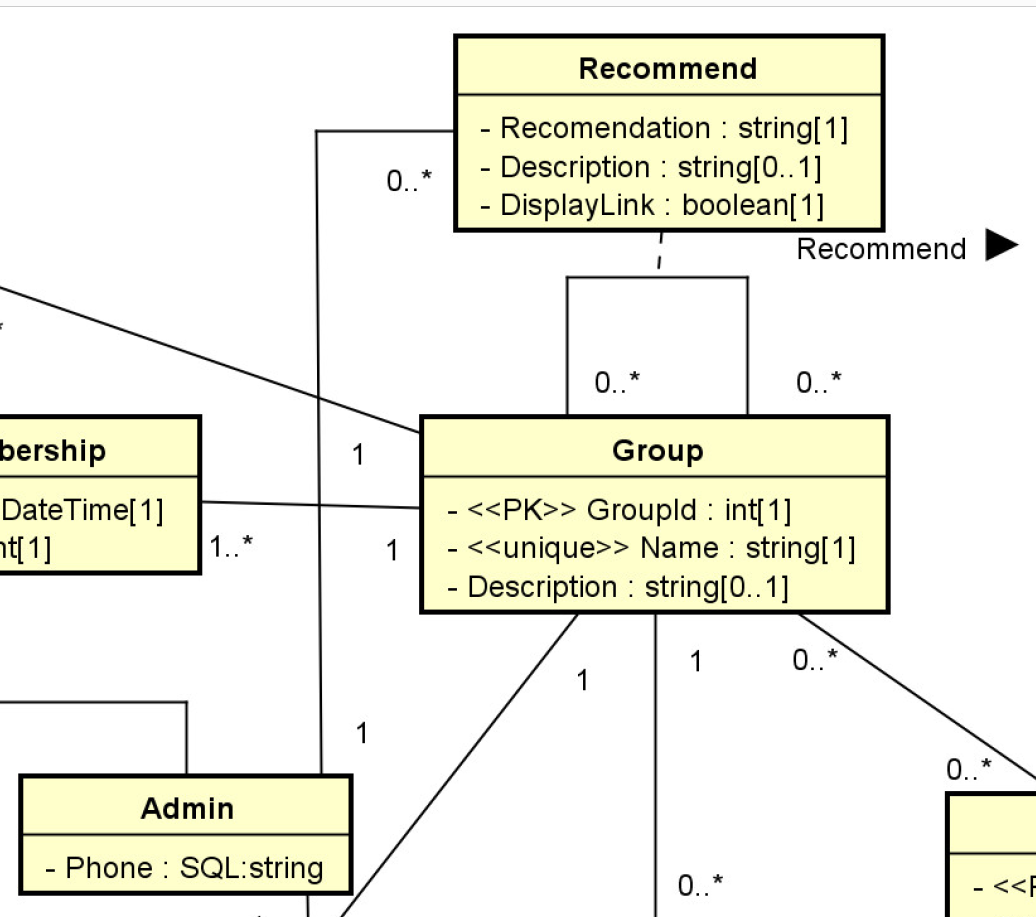 Recommend
- Recomendation : string[1]
- Description : string[0..1]
- DisplayLink : boolean[1]
0..*
Recommend ►
*
0..*
0..*
bership
DateTime[1]
nt[1]
1..*
1
1
Group
- <<PK>> GroupId : int[1]
- <<unique>> Name : string[1]
- Description : string[0..1]
1
1
0..*
1
0..*
Admin
- Phone : SQL:string
0..*
- <<P